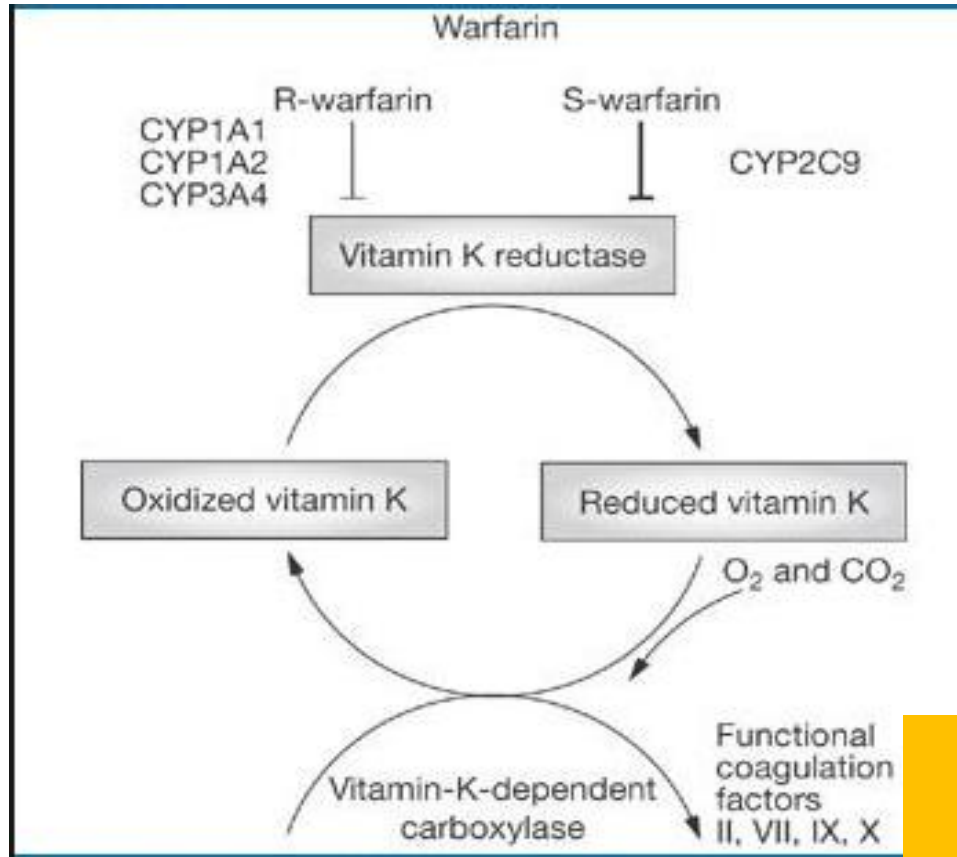 Warfarin
R-warfarin
S-warfarin
CYP1A1
CYP1A2
CYP3A4
CYP2C9
Vitamin K reductase
Oxidized vitamin K
Reduced vitamin K
O₂ and CO₂
Vitamin-K-dependent
carboxylase
Functional
coagulation
factors
II, VII, IX, X